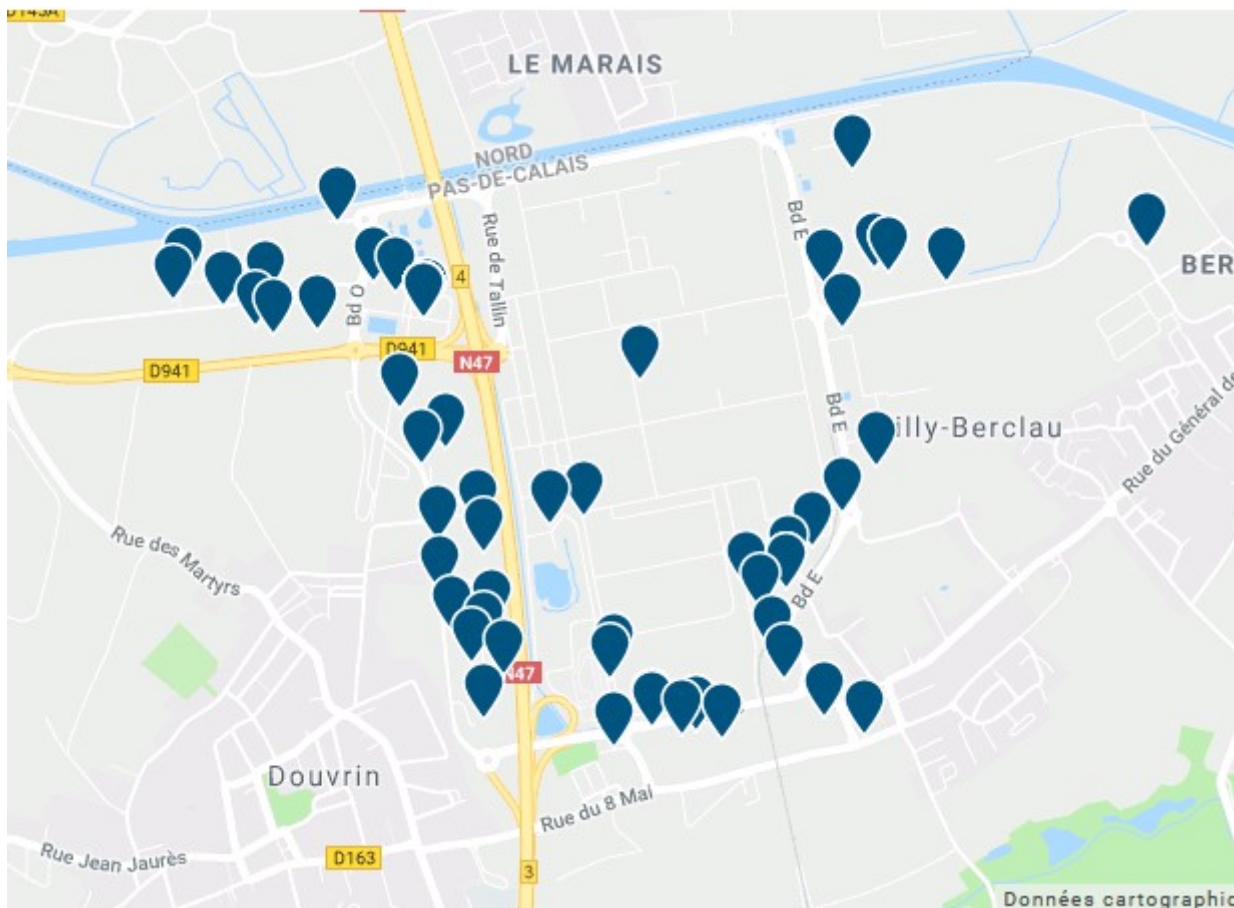 D143A
LE MARAIS
NORD
PAS-DE-CALAIS
Bd E
Rue de Tallin
4
BER
Bd O
D941
D941
N47
Bd E
illy-Berclau
Rue du Général de
Rue des Martyrs
Bd E
N47
Douvrin
Rue du 8 Mai
Rue Jean Jaurès
D163
3
Données cartographic